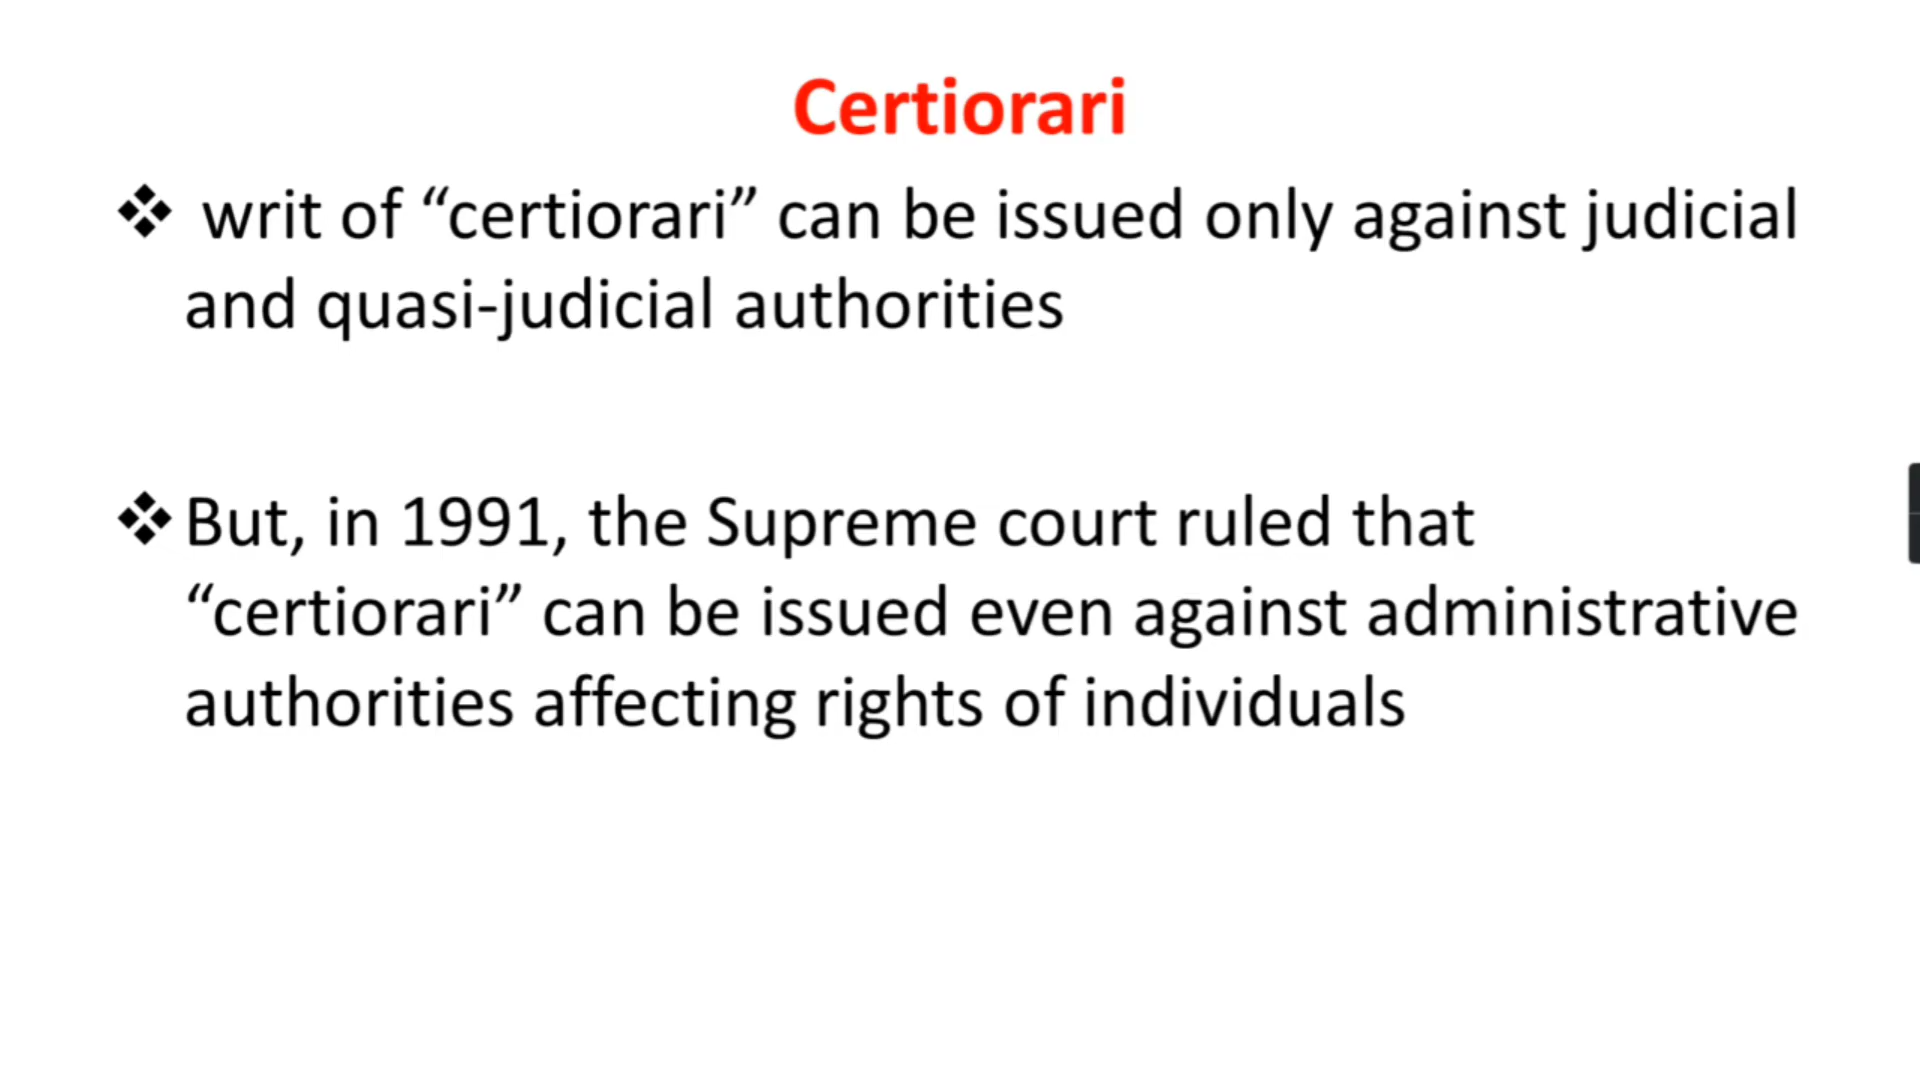 Certiorari
❖ writ of “certiorari” can be issued only against judicial
and quasi-judicial authorities
❖But, in 1991, the Supreme court ruled that
“certiorari” can be issued even against administrative
authorities affecting rights of individuals